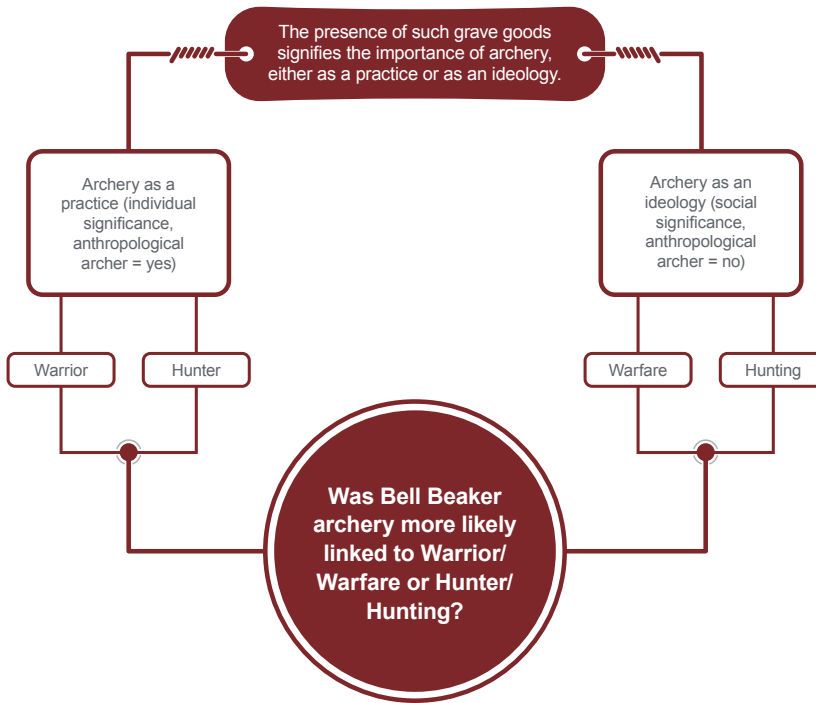 The presence of such grave goods
signifies the importance of archery,
either as a practice or as an ideology.
Archery as a
practice (individual
significance,
anthropological
archer = yes)
Archery as an
ideology (social
significance,
anthropological
archer = no)
Warrior
Hunter
Warfare
Hunting
Was Bell Beaker
archery more likely
linked to Warrior/
Warfare or Hunter/
Hunting?